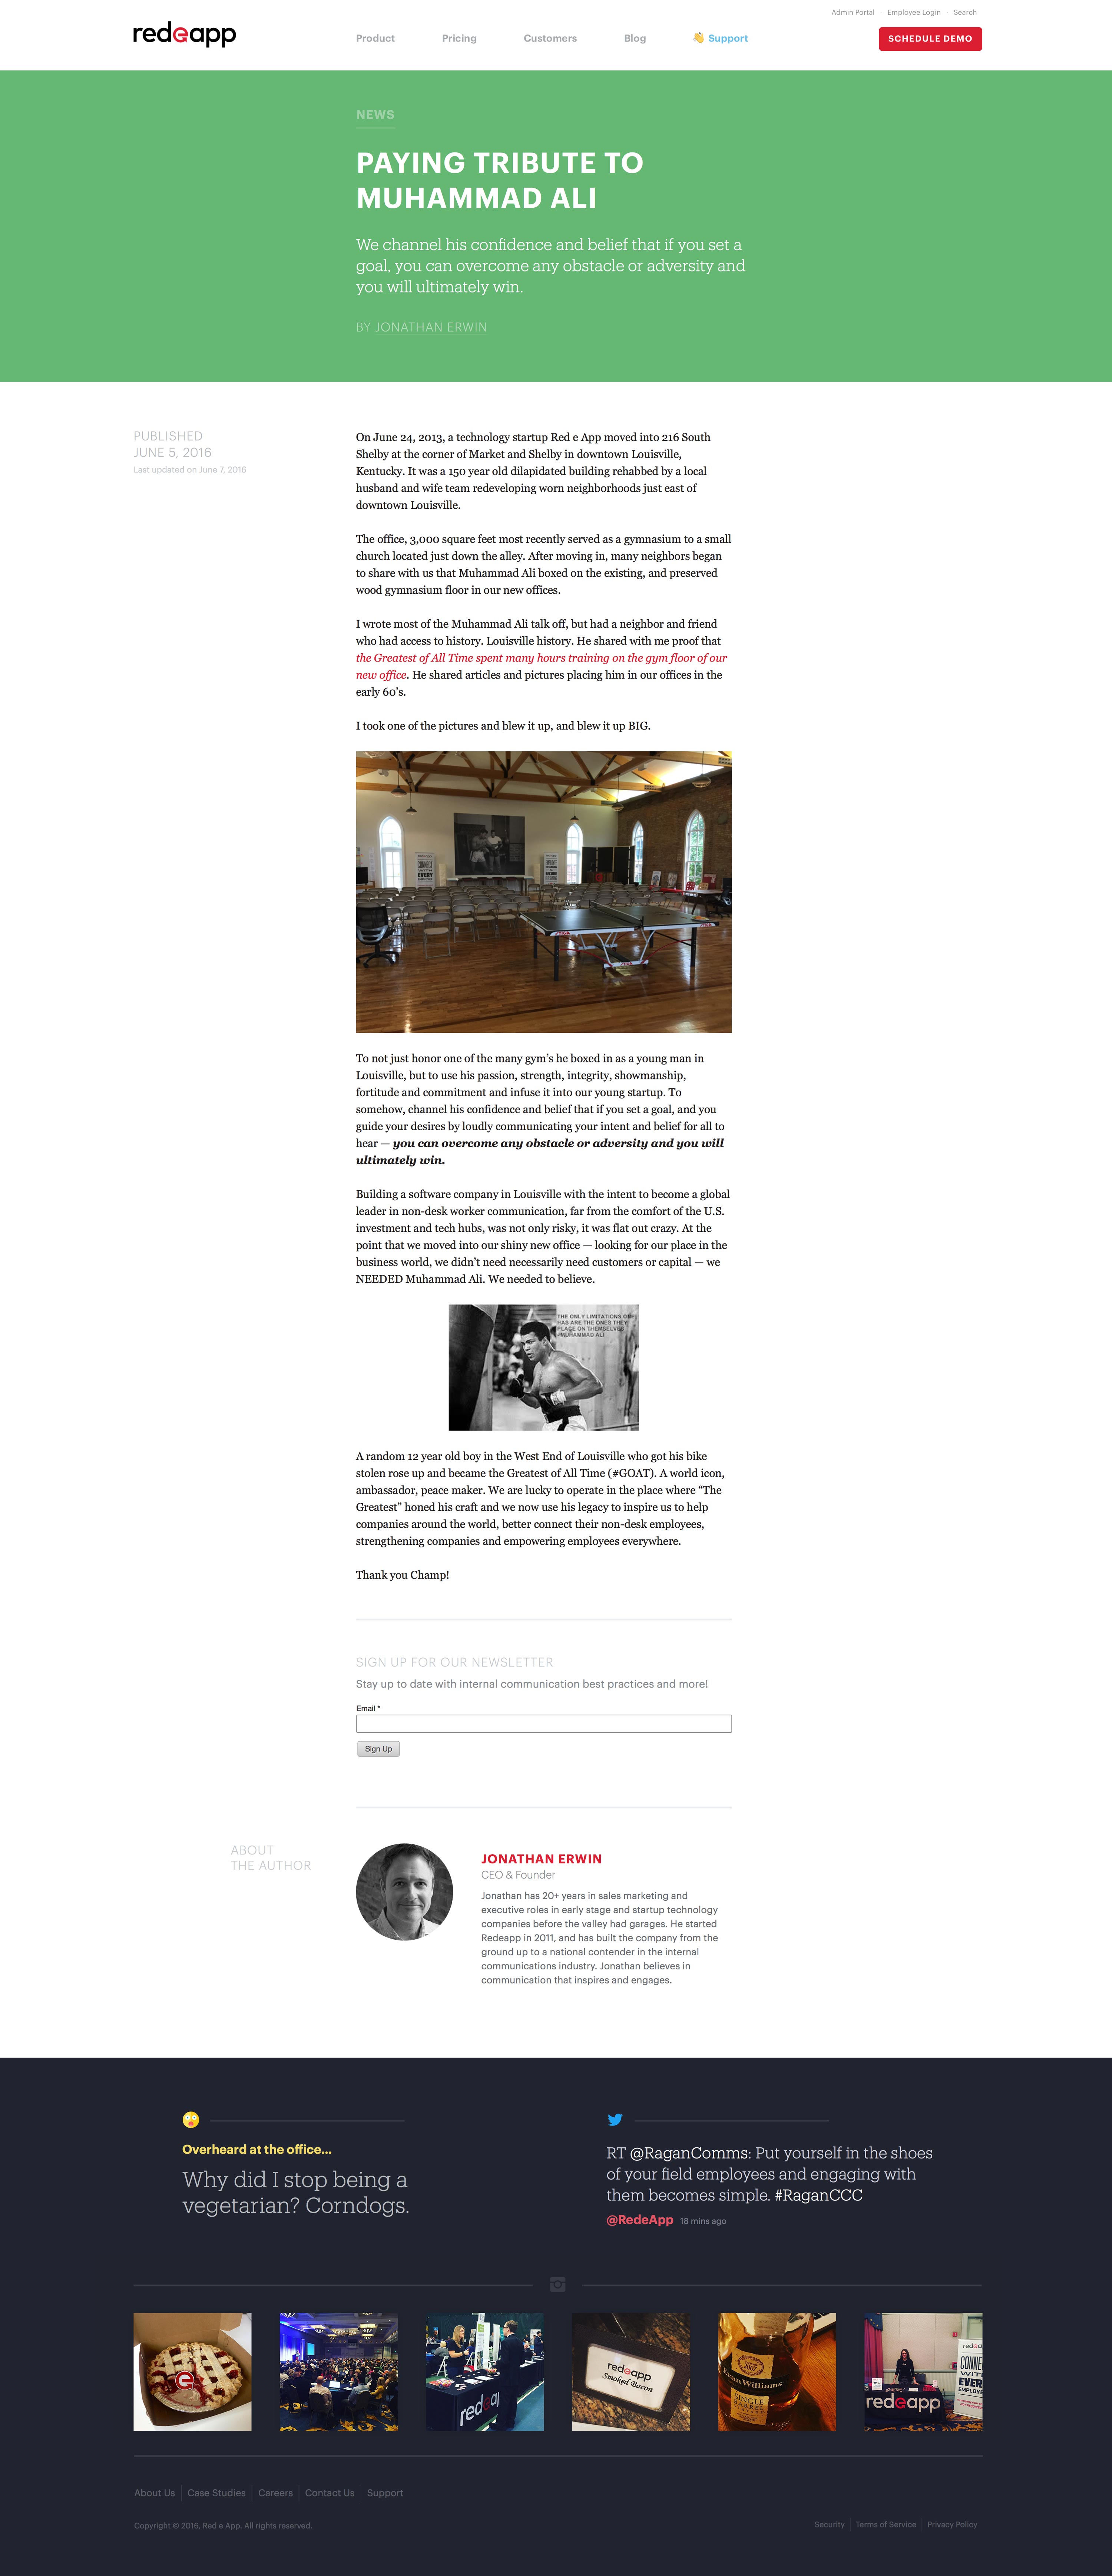 Admin Portal
Employee Login
Search
redeapp
Product
Pricing
Customers
Blog
Support
SCHEDULE DEMO
NEWS
PAYING TRIBUTE TO
MUHAMMAD ALI
We channel his confidence and belief that if you set a
goal, you can overcome any obstacle or adversity and
you will ultimately win.
BY JONATHAN ERWIN
PUBLISHED
JUNE 5, 2016
Last updated on June 7, 2016
On June 24, 2013, a technology startup Red e App moved into 216 South
Shelby at the corner of Market and Shelby in downtown Louisville,
Kentucky. It was a 150 year old dilapidated building rehabbed by a local
husband and wife team redeveloping worn neighborhoods just east of
downtown Louisville.
The office, 3,000 square feet most recently served as a gymnasium to a small
church located just down the alley. After moving in, many neighbors began
to share with us that Muhammad Ali boxed on the existing, and preserved
wood gymnasium floor in our new offices.
I wrote most of the Muhammad Ali talk off, but had a neighbor and friend
who had access to history. Louisville history. He shared with me proof that
the Greatest of All Time spent many hours training on the gym floor of our
new office. He shared articles and pictures placing him in our offices in the
early 60's.
I took one of the pictures and blew it up, and blew it up BIG.
CONNECT
EVERY
To not just honor one of the many gym's he boxed in as a young man in
Louisville, but to use his passion, strength, integrity, showmanship,
fortitude and commitment and infuse it into our young startup. To
somehow, channel his confidence and belief that if you set a goal, and you
guide your desires by loudly communicating your intent and belief for all to
hear — you can overcome any obstacle or adversity and you will
ultimately win.
Building a software company in Louisville with the intent to become a global
leader in non-desk worker communication, far from the comfort of the U.S.
investment and tech hubs, was not only risky, it was flat out crazy. At the
point that we moved into our shiny new office — looking for our place in the
business world, we didn't need necessarily need customers or capital — we
NEEDED Muhammad Ali. We needed to believe.
THE ONLY LIMITATIONS ONE
HAS ARE THE ONES THEY
PLACE ON THEMSELVES
-MUHAMMAD ALI
A random 12 year old boy in the West End of Louisville who got his bike
stolen rose up and became the Greatest of All Time (#GOAT). A world icon,
ambassador, peace maker. We are lucky to operate in the place where “The
Greatest” honed his craft and we now use his legacy to inspire us to help
companies around the world, better connect their non-desk employees,
strengthening companies and empowering employees everywhere.
Thank you Champ!
SIGN UP FOR OUR NEWSLETTER
Stay up to date with internal communication best practices and more!
Email *
Sign Up
ABOUT
THE AUTHOR
JONATHAN ERWIN
CEO & Founder
Jonathan has 20+ years in sales marketing and
executive roles in early stage and startup technology
companies before the valley had garages. He started
Redeapp in 2011, and has built the company from the
ground up to a national contender in the internal
communications industry. Jonathan believes in
communication that inspires and engages.
Overheard at the office...
Why did I stop being a
vegetarian? Corndogs.
RT @RaganComms: Put yourself in the shoes
of your field employees and engaging with
them becomes simple. #RaganCCC
@RedeApp 18 mins ago
e
redea
redeapp
Smoked Bacon
Evan Williams
SINGLE
BARREL
redea
CONNE
WIT
EVER
EMPLOYE
redeapp
About Us
Case Studies
Careers
Contact Us
Support
Copyright © 2016, Red e App. All rights reserved.
Security
Terms of Service
Privacy Policy